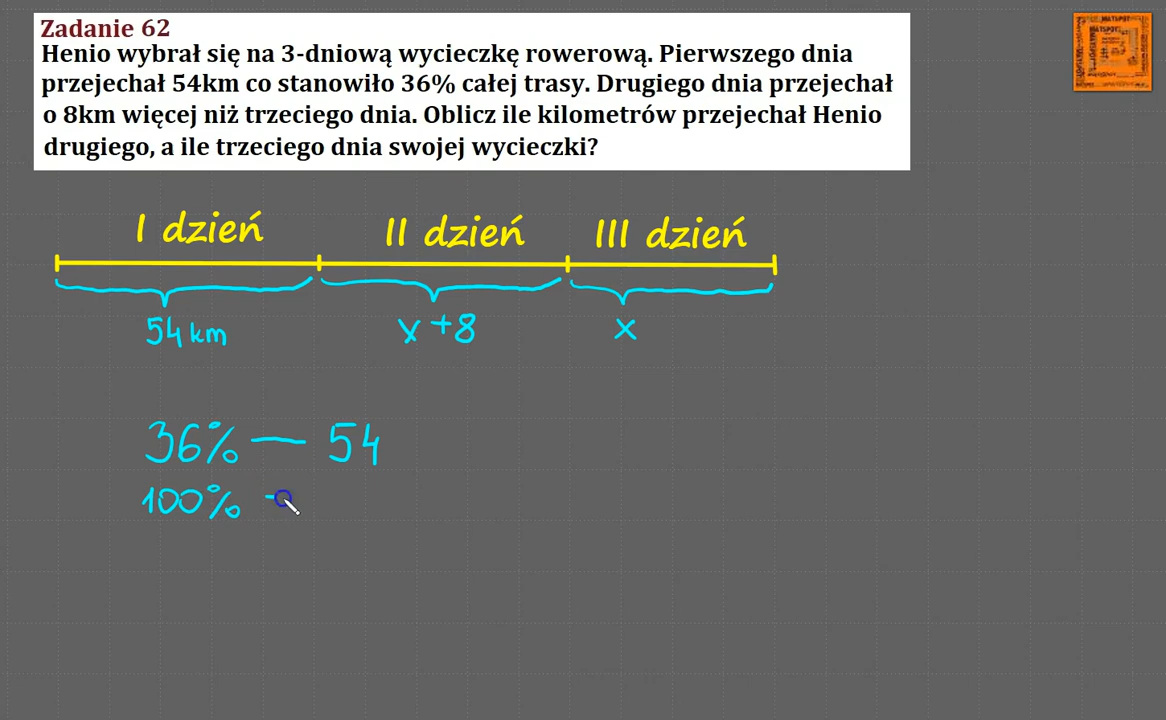 Zadanie 62
Henio wybrał się na 3-dniową wycieczkę rowerową. Pierwszego dnia
przejechał 54km co stanowiło 36% całej trasy. Drugiego dnia przejechał
o 8km więcej niż trzeciego dnia. Oblicz ile kilometrów przejechał Henio
drugiego, a ile trzeciego dnia swojej wycieczki?
I dzień II dzień III dzień
54 km x + 8 x
36% — 54
100% -